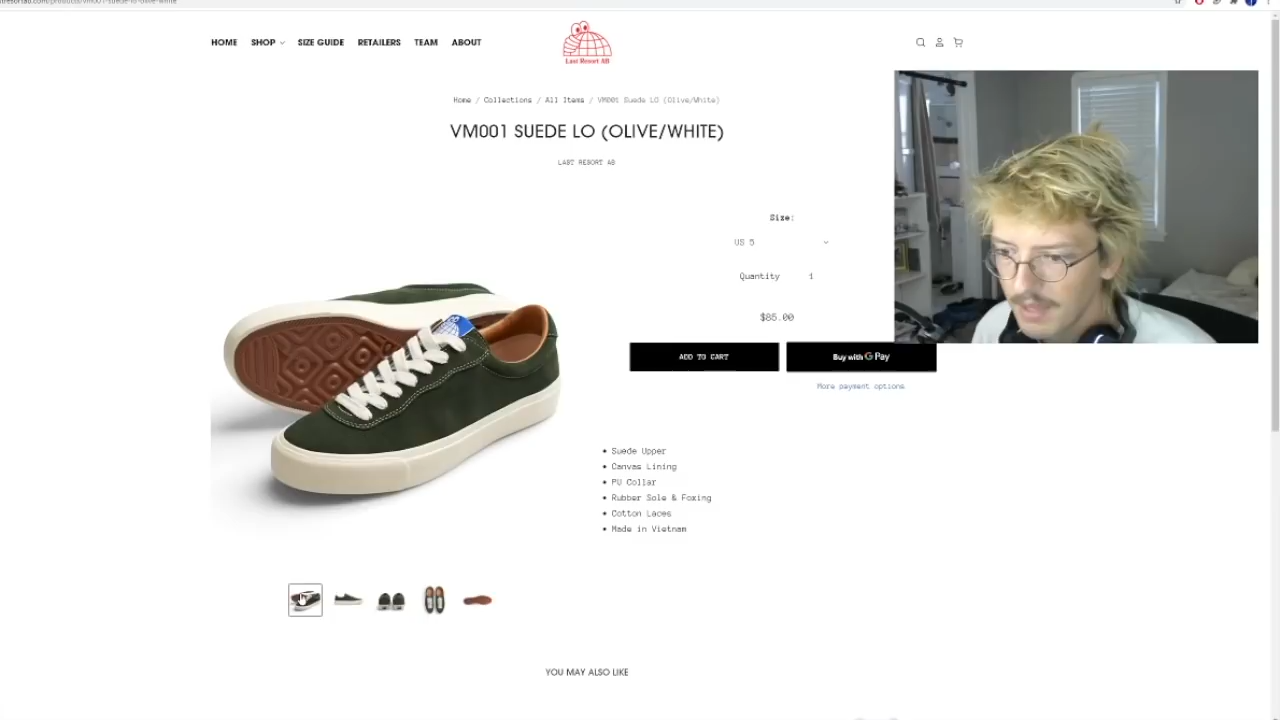 HOME SHOP SIZE GUIDE RETAILERS TEAM ABOUT
Last Resort AB
Home / Collections / All Items / VM001 Suede LO (Olive/White)
VM001 SUEDE LO (OLIVE/WHITE)
LAST RESORT AB
Size:
US 5
Quantity 1
$85.00
ADD TO CART
Buy with G Pay
More payment options
• Suede Upper
• Canvas Lining
• PU Collar
• Rubber Sole & Foxing
• Cotton Laces
• Made in Vietnam
YOU MAY ALSO LIKE